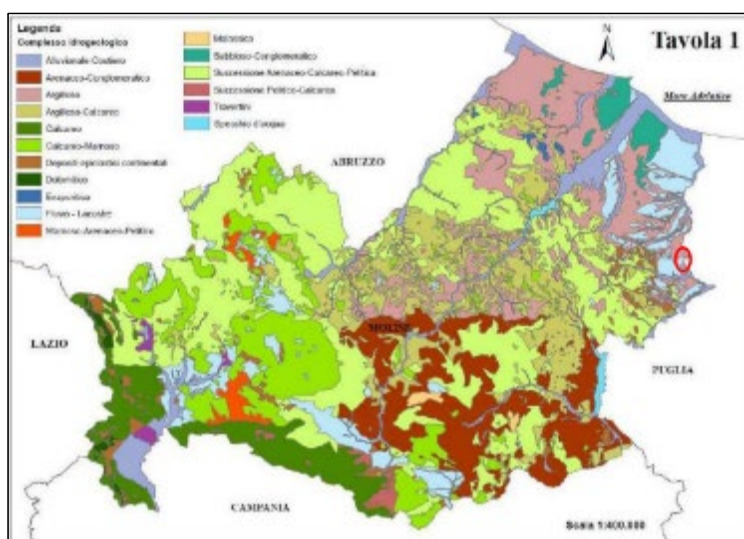 Legenda
Complesso idrogeologico
Alluvionale-Costiero
Arenaceo-Conglomeratico
Argilloso
Argilloso-Calcareo
Calcareo
Calcareo-Marnoso
Depositi epiclastici continentali
Dolomitico
Evaporitico
Fluvio - Lacustre
Marnoso-Arenaceo-Pelitico
Molassico
Sabbioso-Conglomeratico
Successione Arenaceo-Calcareo-Pelitica
Successione Pelitico-Calcarea
Travertini
Specchio d'acqua
N
Tavola 1
Mare Adriatico
ABRUZZO
LAZIO
MOLISE
PUGLIA
CAMPANIA
Scala 1:400.000